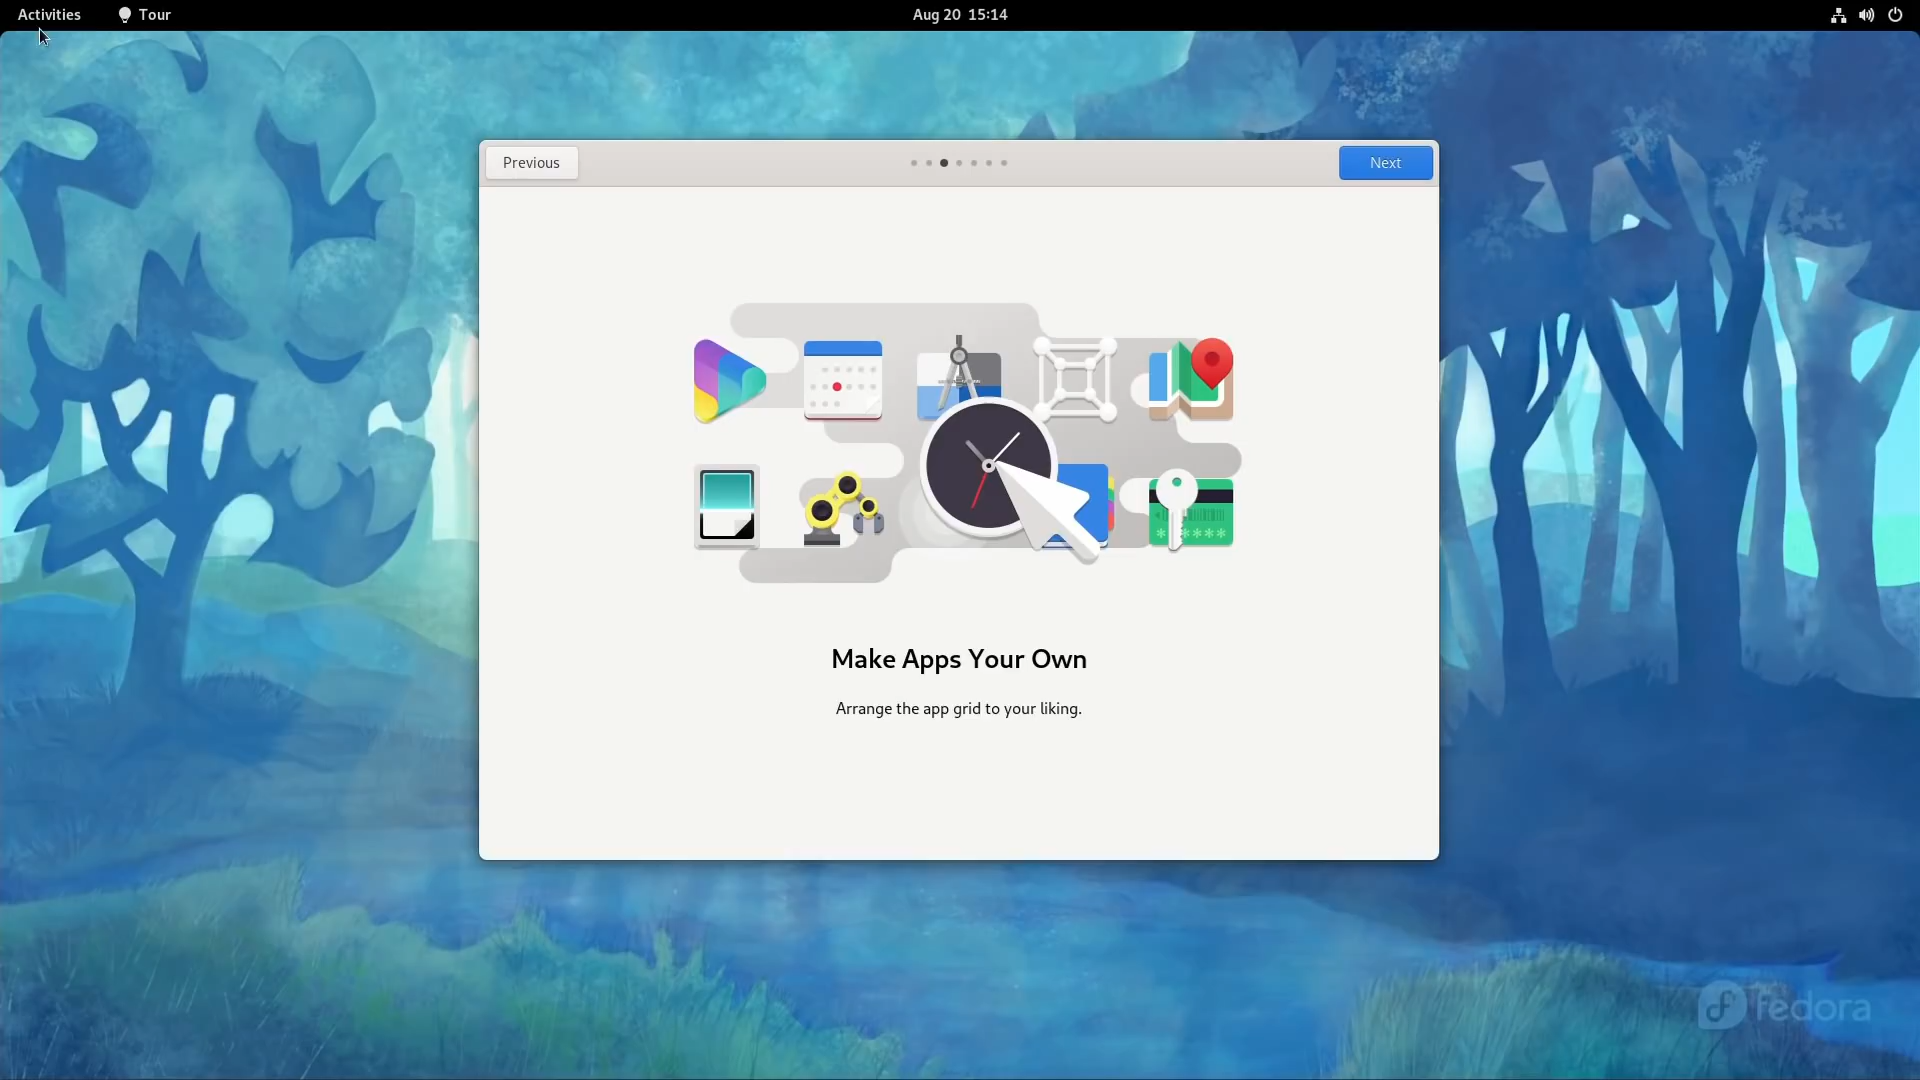 Activities
Tour
Aug 20 15:14
Previous
Next
Make Apps Your Own
Arrange the app grid to your liking.
fedora